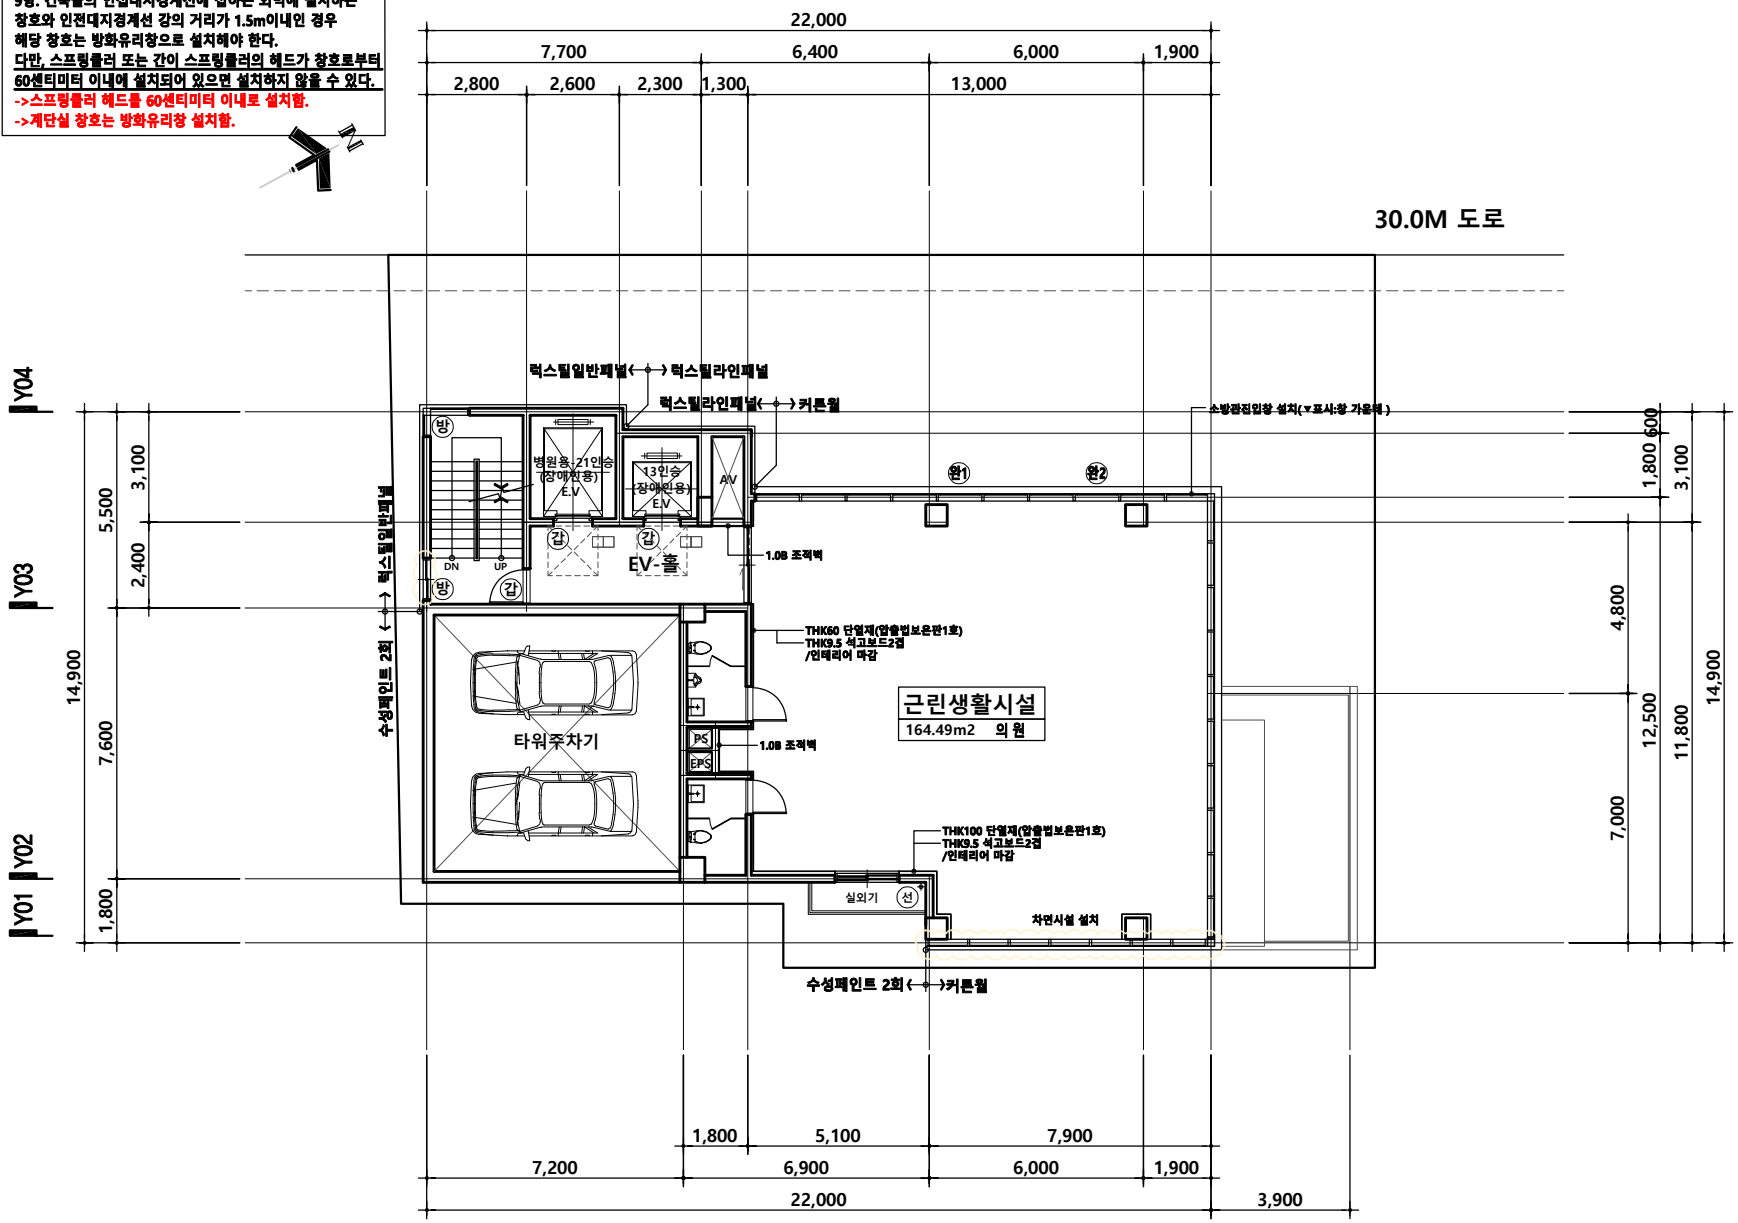 창호와 인전대지경계선 강의 거리가 1.5m이내인 경우
해당 창호는 방화유리창으로 설치해야 한다.
다만, 스프링클러 또는 간이 스프링클러의 헤드가 창호로부터
60센티미터 이내에 설치되어 있으면 설치하지 않을 수 있다.
->스프링클러 헤드를 60센티미터 이내로 설치함.
->계단실 창호는 방화유리창 설치함.
N
22,000
7,700 6,400 6,000 1,900
2,800 2,600 2,300 1,300 13,000
30.0M 도로
럭스틸일반패널 럭스틸라인패널
럭스틸라인패널 커튼월
소방관진입창 설치(▼표시:창 가운데 )
Y04
Y03
Y02
Y01
3,100
5,500
2,400
14,900
7,600
1,800
럭스틸일반패널
수성페인트 2회
방
병원용-21인승
(장애인용)
E.V
13인승
(장애인용)
E.V
AV
완1 완2
갑 갑
EV-홀
1.0B 조적벽
DN UP
방 갑
THK60 단열재(압출법보온판1호)
THK9.5 석고보드2겹
/인테리어 마감
근린생활시설
164.49m2 의원
타워주차기
PS
EPS
1.0B 조적벽
THK100 단열재(압출법보온판1호)
THK9.5 석고보드2겹
/인테리어 마감
실외기 선
차면시설 설치
수성페인트 2회 커튼월
600
1,800
3,100
4,800
14,900
12,500
11,800
7,000
1,800 5,100 7,900
7,200 6,900 6,000 1,900
22,000 3,900